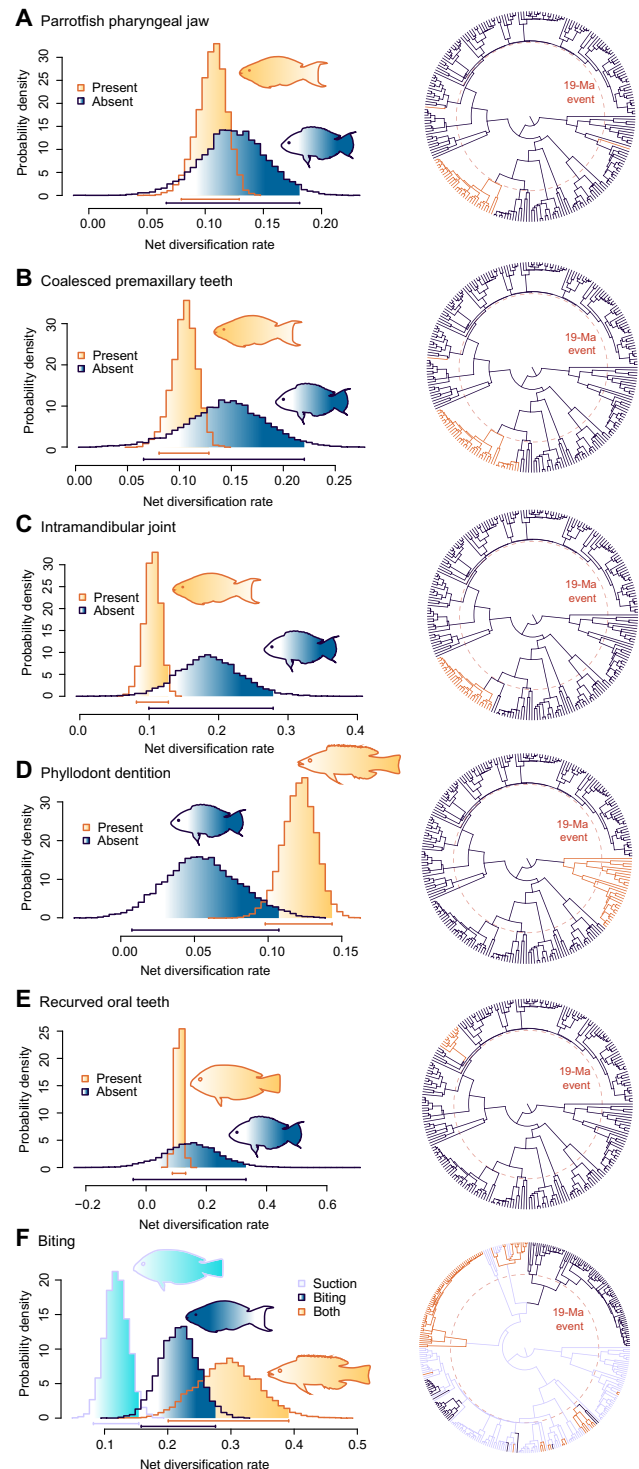 A Parrotfish pharyngeal jaw
Probability density
30
25
20
15
10
5
0
Present
Absent
0.00 0.05 0.10 0.15 0.20
Net diversification rate
19-Ma
event
B Coalesced premaxillary teeth
Probability density
30
20
10
0
Present
Absent
0.00 0.05 0.10 0.15 0.20 0.25
Net diversification rate
19-Ma
event
C Intramandibular joint
Probability density
30
25
20
15
10
5
0
Present
Absent
0.0 0.1 0.2 0.3 0.4
Net diversification rate
19-Ma
event
D Phyllodont dentition
Probability density
30
20
10
0
Present
Absent
0.00 0.05 0.10 0.15
Net diversification rate
19-Ma
event
E Recurved oral teeth
Probability density
25
20
15
10
5
0
Present
Absent
−0.2 0.0 0.2 0.4 0.6
Net diversification rate
19-Ma
event
F Biting
Probability density
20
15
10
5
0
Suction
Biting
Both
0.1 0.2 0.3 0.4 0.5
Net diversification rate
19-Ma
event